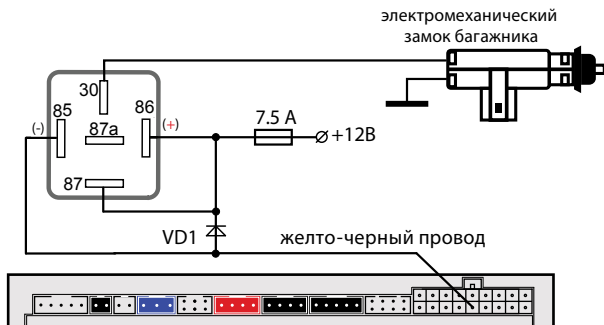 электромеханический
замок багажника
30
85
86
(-)
87a
(+)
7.5 А
+12В
87
VD1
желто-черный провод